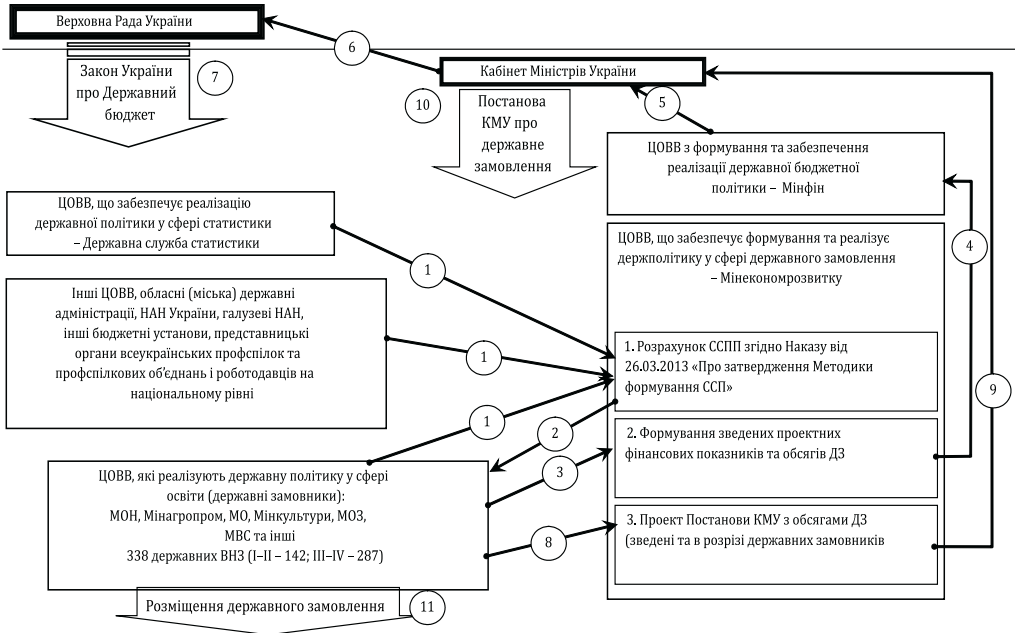 Верховна Рада України
6
Закон України
про Державний
бюджет
7
Кабінет Міністрів України
10
Постанова
КМУ про
державне
замовлення
5
ЦОВВ з формування та забезпечення
реалізації державної бюджетної
політики – Мінфін
ЦОВВ, що забезпечує реалізацію
державної політики у сфері статистики
– Державна служба статистики
1
ЦОВВ, що забезпечує формування та реалізує
держполітику у сфері державного замовлення
– Мінекономрозвитку
4
Інші ЦОВВ, обласні (міська) державні
адміністрації, НАН України, галузеві НАН,
інші бюджетні установи, представницькі
органи всеукраїнських профспілок та
профспілкових об’єднань і роботодавців на
національному рівні
1
1. Розрахунок ССПП згідно Наказу від
26.03.2013 «Про затвердження Методики
формування ССП»
9
1
2
2. Формування зведених проектних
фінансових показників та обсягів ДЗ
3
ЦОВВ, які реалізують державну політику у сфері
освіти (державні замовники):
МОН, Мінагропром, МО, Мінкультури, МОЗ,
МВС та інші
338 державних ВНЗ (І–ІІ – 142; ІІІ–ІV – 287)
8
3. Проект Постанови КМУ з обсягами ДЗ
(зведені та в розрізі державних замовників
Розміщення державного замовлення
11